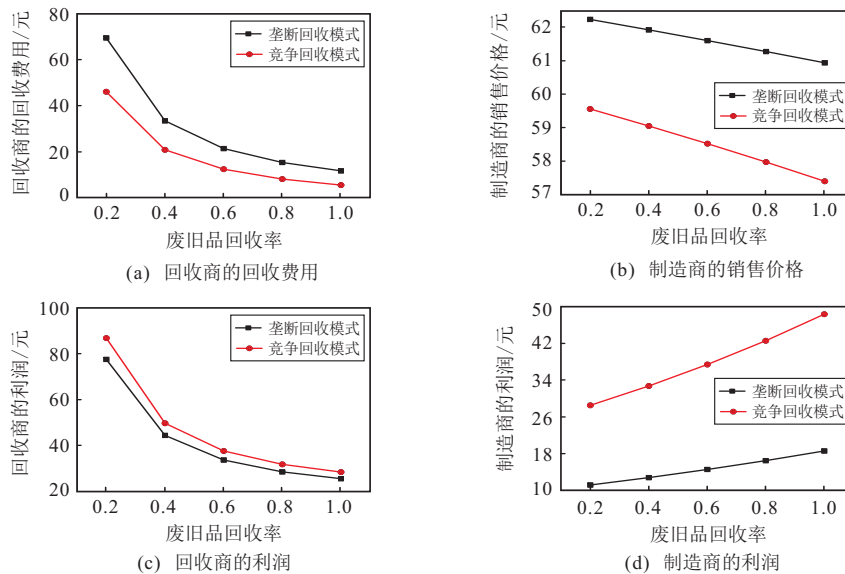 80
60
40
20
0
回收商的回收费用/元
垄断回收模式
竞争回收模式
0.2 0.4 0.6 0.8 1.0
废旧品回收率
(a) 回收商的回收费用
62
61
60
59
58
57
制造商的销售价格/元
垄断回收模式
竞争回收模式
0.2 0.4 0.6 0.8 1.0
废旧品回收率
(b) 制造商的销售价格
100
80
60
40
20
回收商的利润/元
垄断回收模式
竞争回收模式
0.2 0.4 0.6 0.8 1.0
废旧品回收率
(c) 回收商的利润
50
42
34
26
18
10
制造商的利润/元
垄断回收模式
竞争回收模式
0.2 0.4 0.6 0.8 1.0
废旧品回收率
(d) 制造商的利润